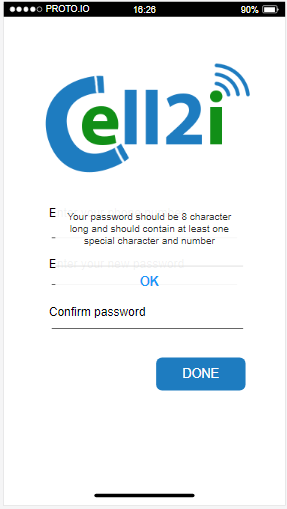 PROTO.IO 16:26 90%
Cell2i
E
Your password should be 8 character
long and should contain at least one
special character and number
Enter your new password
OK
Confirm password
DONE